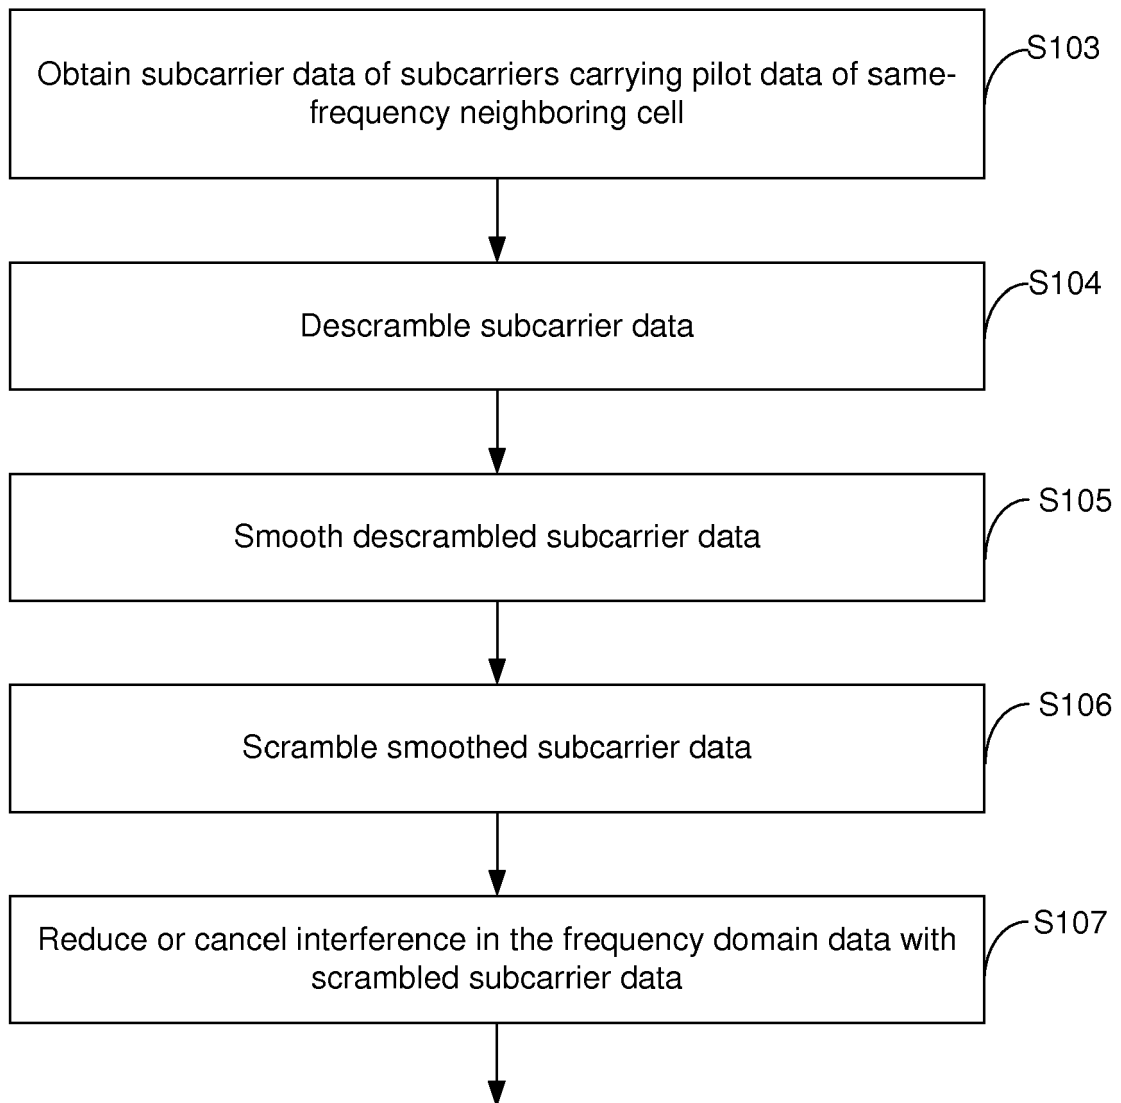 Obtain subcarrier data of subcarriers carrying pilot data of same-
frequency neighboring cell
S103
Descramble subcarrier data
S104
Smooth descrambled subcarrier data
S105
Scramble smoothed subcarrier data
S106
Reduce or cancel interference in the frequency domain data with
scrambled subcarrier data
S107